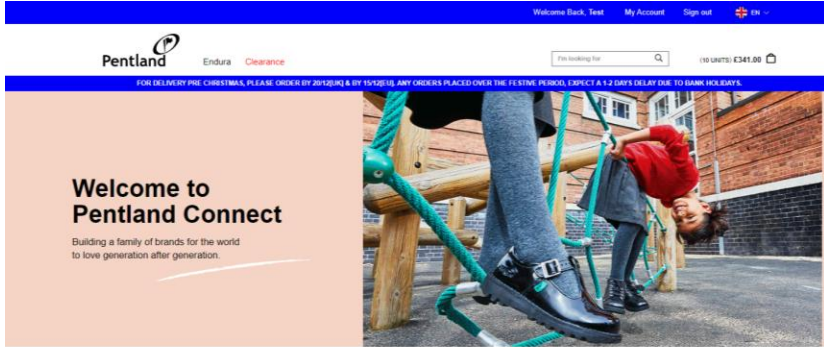 Welcome Back, Test My Account Sign out EN
Pentland Endura Clearance I'm looking for (10 UNITS) £341.00
FOR DELIVERY PRE CHRISTMAS, PLEASE ORDER BY 20/12[UK] & BY 15/12[EU]. ANY ORDERS PLACED OVER THE FESTIVE PERIOD, EXPECT A 1-2 DAYS DELAY DUE TO BANK HOLIDAYS.
Welcome to
Pentland Connect
Building a family of brands for the world
to love generation after generation.